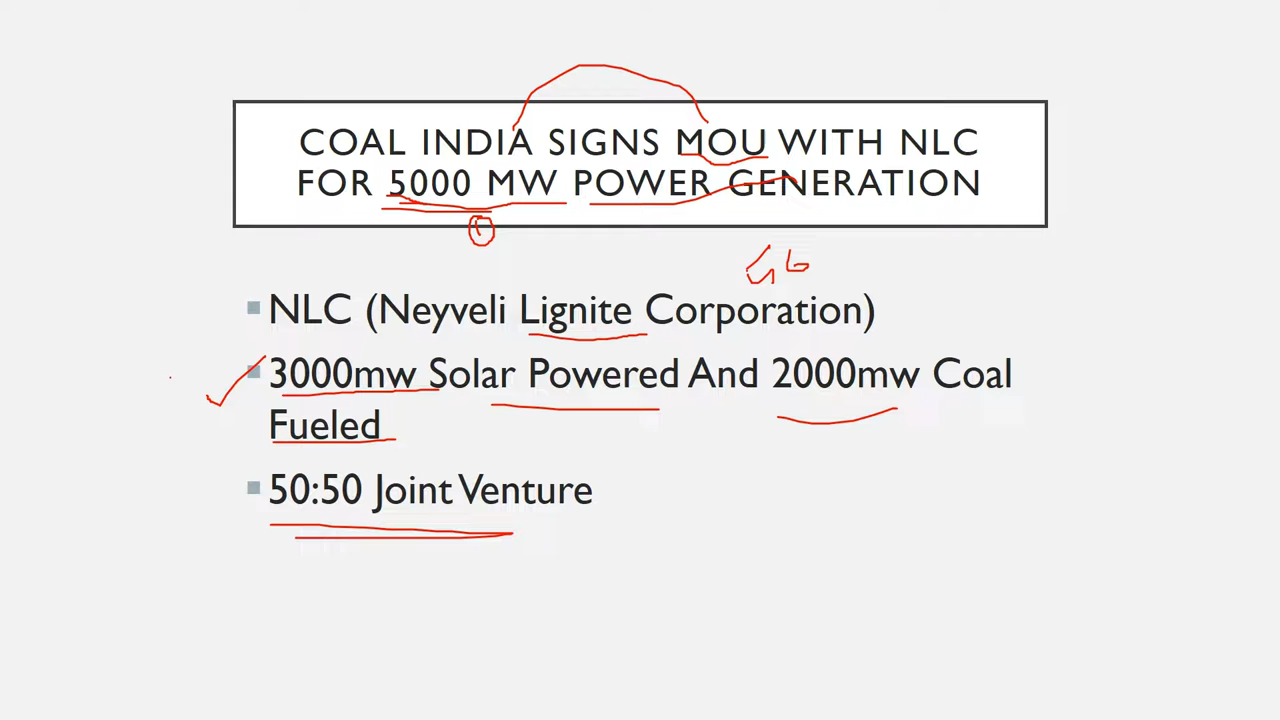 COAL INDIA SIGNS MOU WITH NLC
FOR 5000 MW POWER GENERATION
NLC (Neyveli Lignite Corporation)
3000mw Solar Powered And 2000mw Coal
Fueled
50:50 Joint Venture